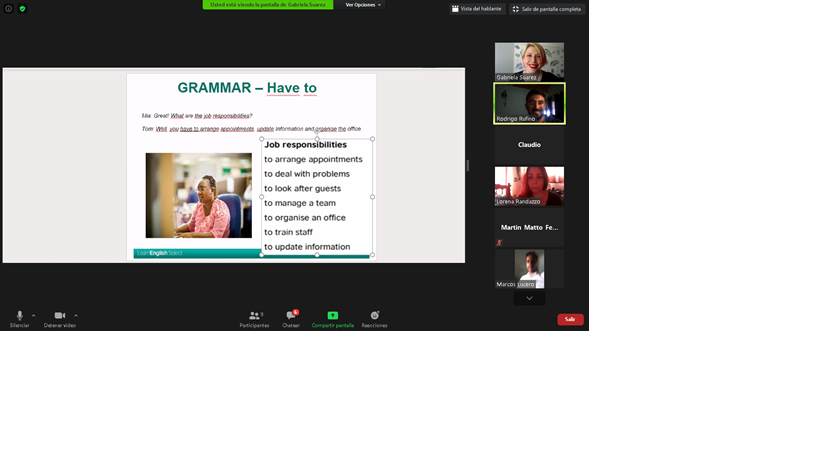 Usted está viendo la pantalla de Gabriela Suarez
Ver Opciones
Vista del hablante
Salir de pantalla completa
GRAMMAR – Have to
Mia: Great! What are the job responsibilities?
Tom: Well, you have to arrange appointments, update information and organise the office
Job responsibilities
to arrange appointments
to deal with problems
to look after guests
to manage a team
to organise an office
to train staff
to update information
LearnEnglish Select
Gabriela Suarez
Rodrigo Rufino
Claudio
Lorena Randazzo
Martin Matto Fe...
Marcos Lucero
Silenciar
Detener video
Participantes
9
Chatear
Compartir pantalla
Reacciones
Salir